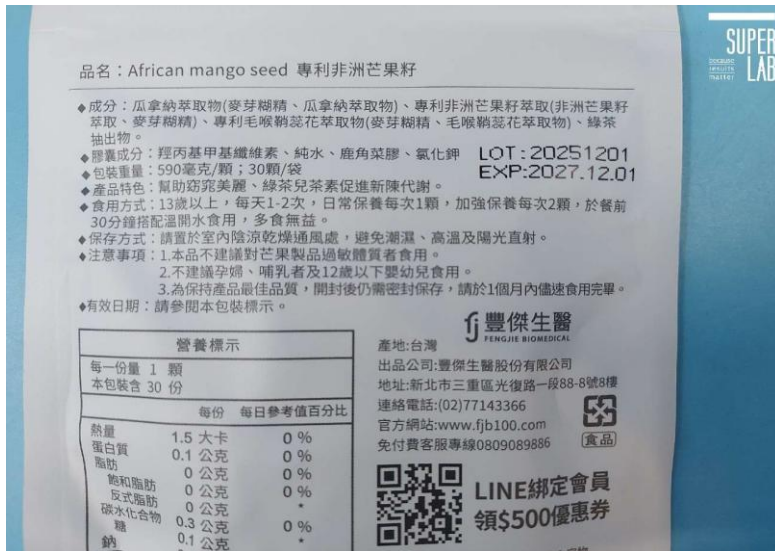 SUPER
LAB
because
results
matter
品名：African mango seed 專利非洲芒果籽
◆成分：瓜拿納萃取物(麥芽糊精、瓜拿納萃取物)、專利非洲芒果籽萃取(非洲芒果籽
萃取、麥芽糊精)、專利毛喉鞘蕊花萃取物(麥芽糊精、毛喉鞘蕊花萃取物)、綠茶
抽出物。
◆膠囊成分：羥丙基甲基纖維素、純水、鹿角菜膠、氯化鉀
LOT:20251201
◆包裝重量：590毫克/顆；30顆/袋
EXP:2027.12.01
◆產品特色：幫助窈窕美麗、綠茶兒茶素促進新陳代謝。
◆食用方式：13歲以上，每天1-2次，日常保養每次1顆，加強保養每次2顆，於餐前
30分鐘搭配溫開水食用，多食無益。
◆保存方式：請置於室內陰涼乾燥通風處，避免潮濕、高溫及陽光直射。
◆注意事項：1.本品不建議對芒果製品過敏體質者食用。
2.不建議孕婦、哺乳者及12歲以下嬰幼兒食用。
3.為保持產品最佳品質，開封後仍需密封保存，請於1個月內儘速食用完畢。
◆有效日期：請參閱本包裝標示。
營養標示
每一份量 1 顆
本包裝含 30 份
每份 每日參考值百分比
熱量 1.5 大卡 0 %
蛋白質 0.1 公克 0 %
脂肪 0 公克 0 %
飽和脂肪 0 公克 0 %
反式脂肪 0 公克 *
碳水化合物 0.3 公克 0 %
糖 0.1 公克 *
鈉
fj 豐傑生醫
FENGJIE BIOMEDICAL
產地:台灣
出品公司:豐傑生醫股份有限公司
地址:新北市三重區光復路一段88-8號8樓
連絡電話:(02)77143366
官方網站:www.fjb100.com
免付費客服專線0809089886
食品
LINE綁定會員
領$500優惠券